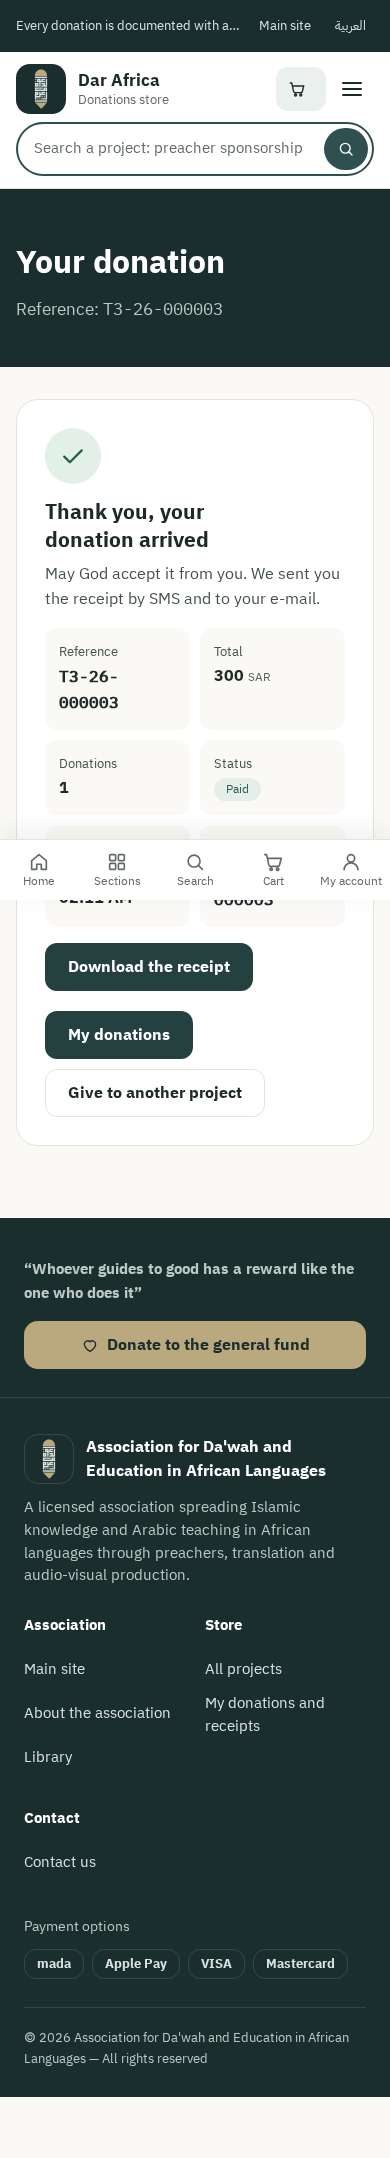 Every donation is documented with a… Main site العربية
Dar Africa
Donations store
Search a project: preacher sponsorship
Your donation
Reference: T3-26-000003
Thank you, your
donation arrived
May God accept it from you. We sent you
the receipt by SMS and to your e-mail.
Reference
T3-26-
000003
Total
300 SAR
Donations
1
Status
Paid
Home
Sections
Search
Cart
My account
Download the receipt
My donations
Give to another project
“Whoever guides to good has a reward like the
one who does it”
Donate to the general fund
Association for Da'wah and
Education in African Languages
A licensed association spreading Islamic
knowledge and Arabic teaching in African
languages through preachers, translation and
audio-visual production.
Association
Main site
About the association
Library
Store
All projects
My donations and
receipts
Contact
Contact us
Payment options
mada Apple Pay VISA Mastercard
© 2026 Association for Da'wah and Education in African
Languages — All rights reserved